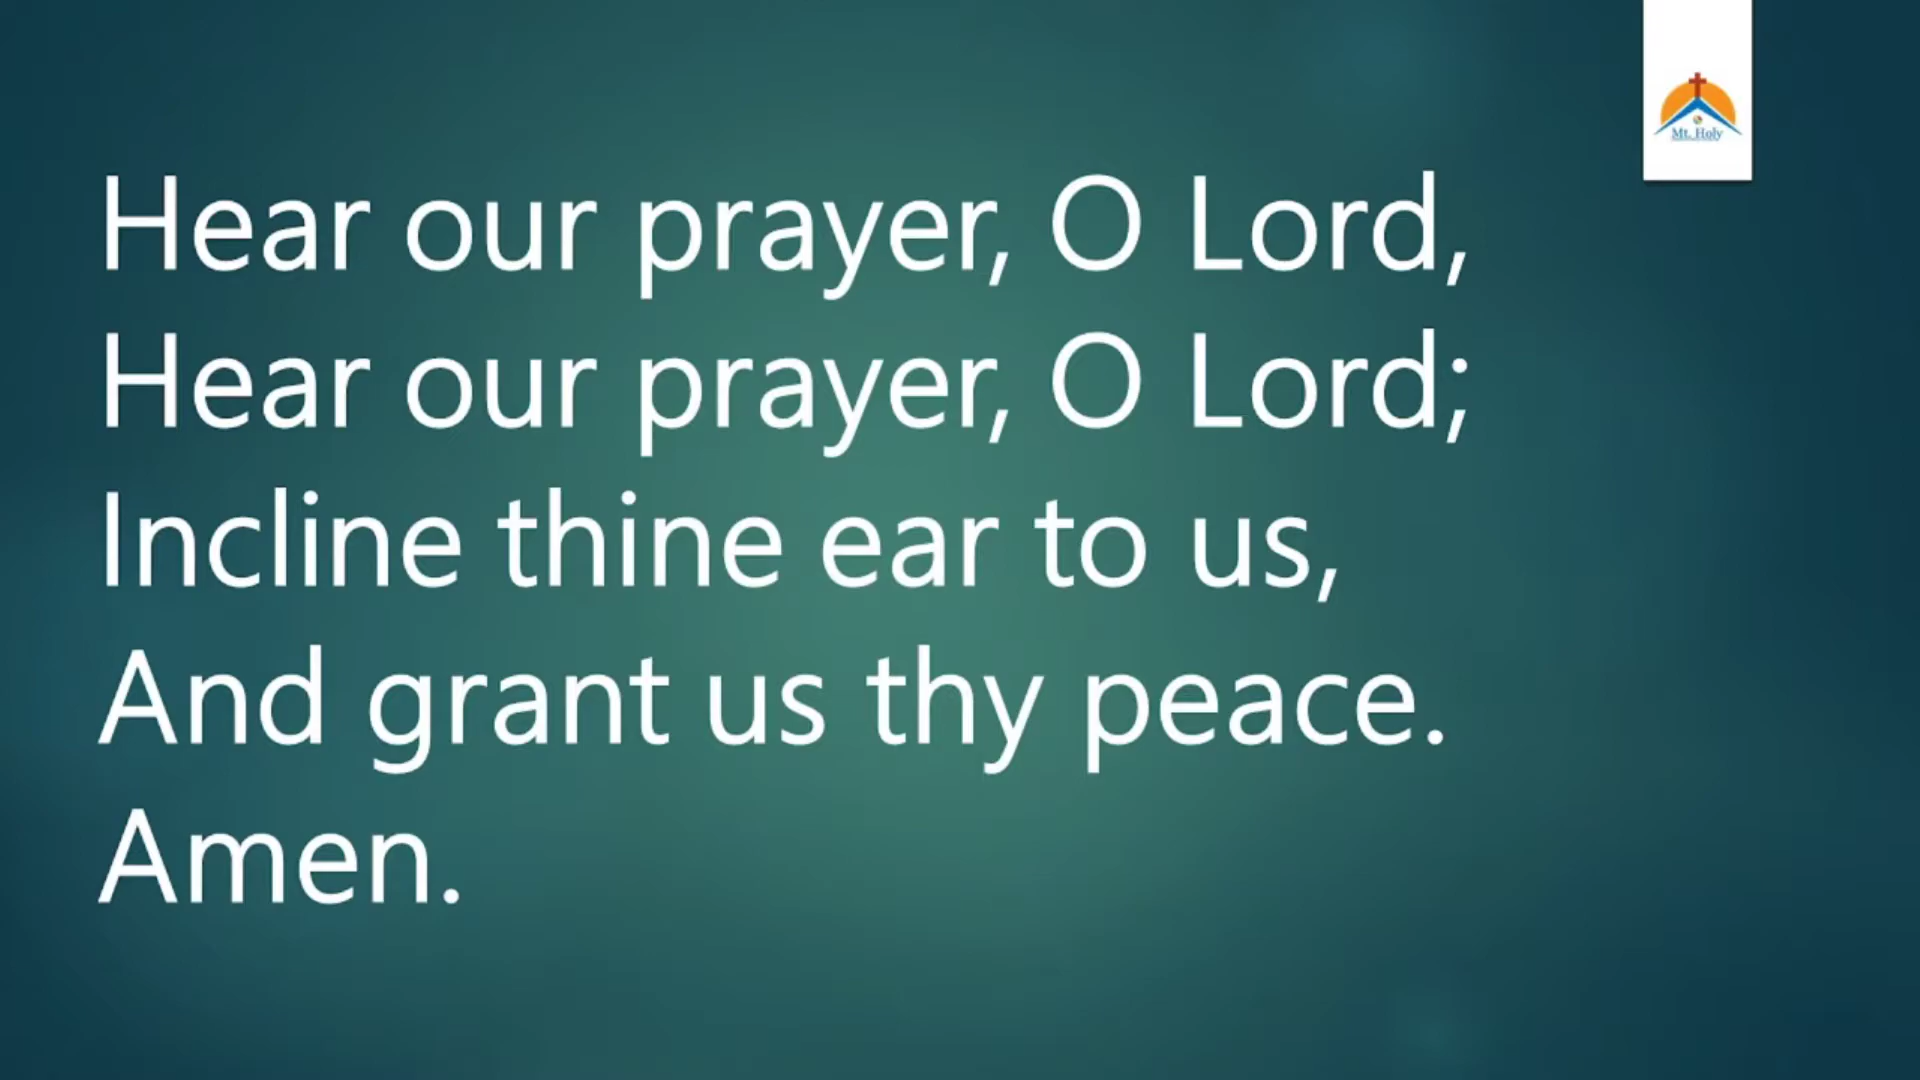 Mt. Holy
Hear our prayer, O Lord,
Hear our prayer, O Lord;
Incline thine ear to us,
And grant us thy peace.
Amen.